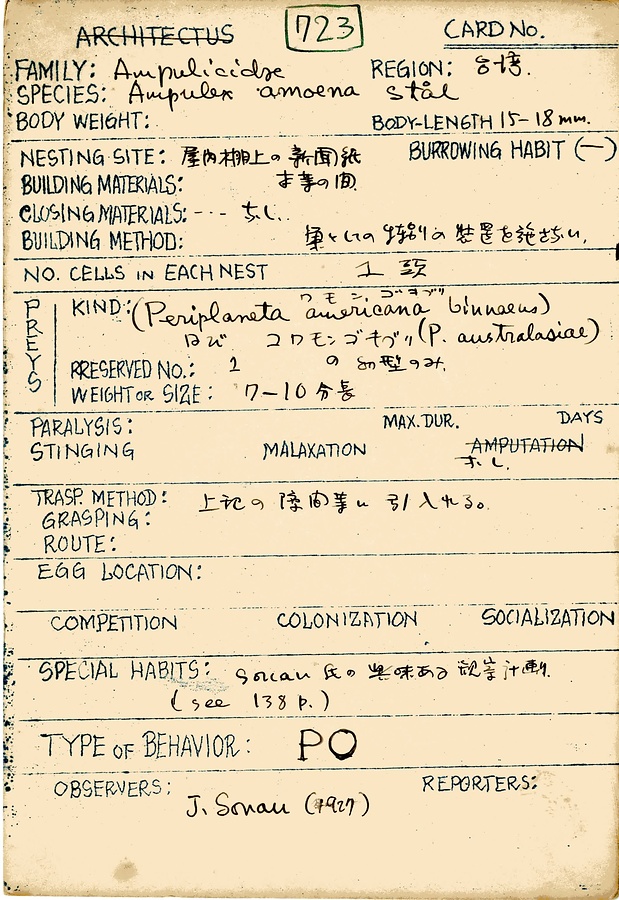 ARCHITECTUS 723 CARD NO.
FAMILY: Ampulicidae REGION: 台湾.
SPECIES: Ampulex amoena Stål
BODY WEIGHT: BODY-LENGTH 15-18 mm.
NESTING SITE: 屋内棚上の新聞紙 BURROWING HABIT (—)
BUILDING MATERIALS: の間
CLOSING MATERIALS: --- なし.
BUILDING METHOD: 巣としての特別の装置を施さない.
NO. CELLS IN EACH NEST 1 頭
PREYS
ワモンゴキブリ
KIND: (Periplaneta americana Linnaeus)
及び コワモンゴキブリ (P. australasiae)
PRESERVED NO.: 1 の幼型のみ.
WEIGHT OR SIZE: 7-10 分長
PARALYSIS: MAX. DUR. DAYS
STINGING MALAXATION AMPUTATION
なし.
TRASP. METHOD: 上記の隙間等に引入れる。
GRASPING:
ROUTE:
EGG LOCATION:
COMPETITION COLONIZATION SOCIALIZATION
SPECIAL HABITS: Sonan 氏の興味ある観察
(see 138 p.)
TYPE OF BEHAVIOR: PO
OBSERVERS: REPORTERS:
J. Sonan (1927)